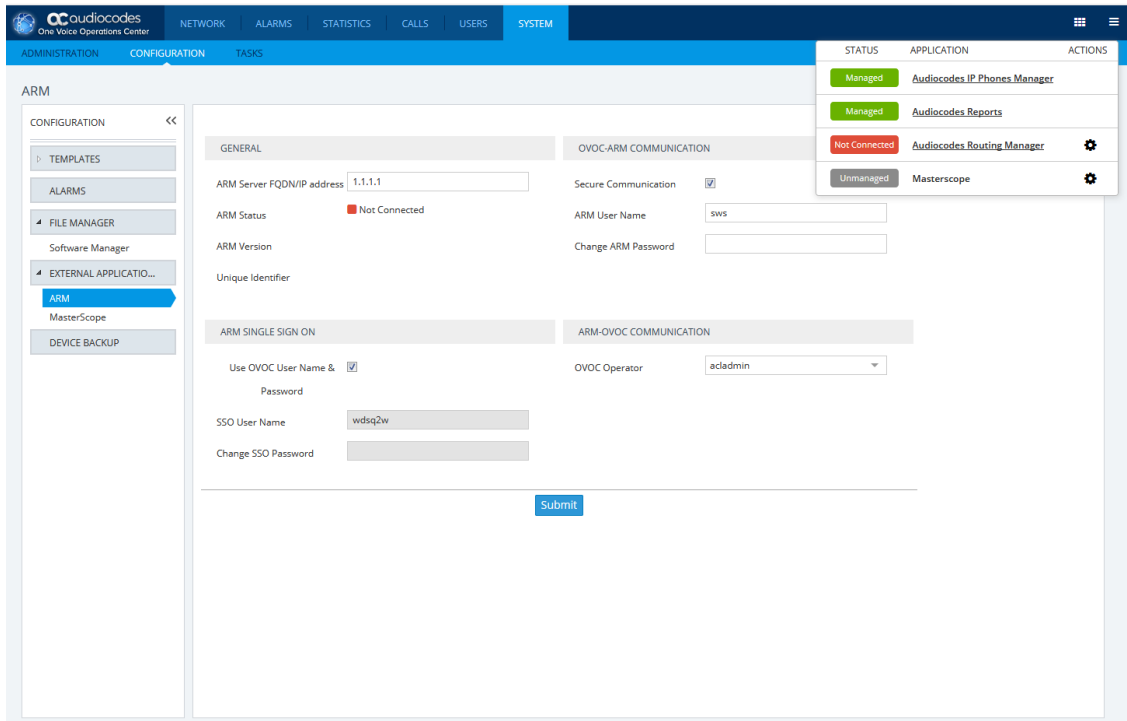 audiocodes
One Voice Operations Center
NETWORK ALARMS STATISTICS CALLS USERS SYSTEM
ADMINISTRATION CONFIGURATION TASKS
STATUS APPLICATION ACTIONS
Managed Audiocodes IP Phones Manager
Managed Audiocodes Reports
Not Connected Audiocodes Routing Manager
Unmanaged Masterscope
ARM
CONFIGURATION <<
TEMPLATES
ALARMS
FILE MANAGER
Software Manager
EXTERNAL APPLICATIO...
ARM
MasterScope
DEVICE BACKUP
GENERAL
ARM Server FQDN/IP address 1.1.1.1
ARM Status Not Connected
ARM Version
Unique Identifier
OVOC-ARM COMMUNICATION
Secure Communication
ARM User Name sws
Change ARM Password
ARM SINGLE SIGN ON
Use OVOC User Name &
Password
SSO User Name wdsq2w
Change SSO Password
ARM-OVOC COMMUNICATION
OVOC Operator acladmin
Submit